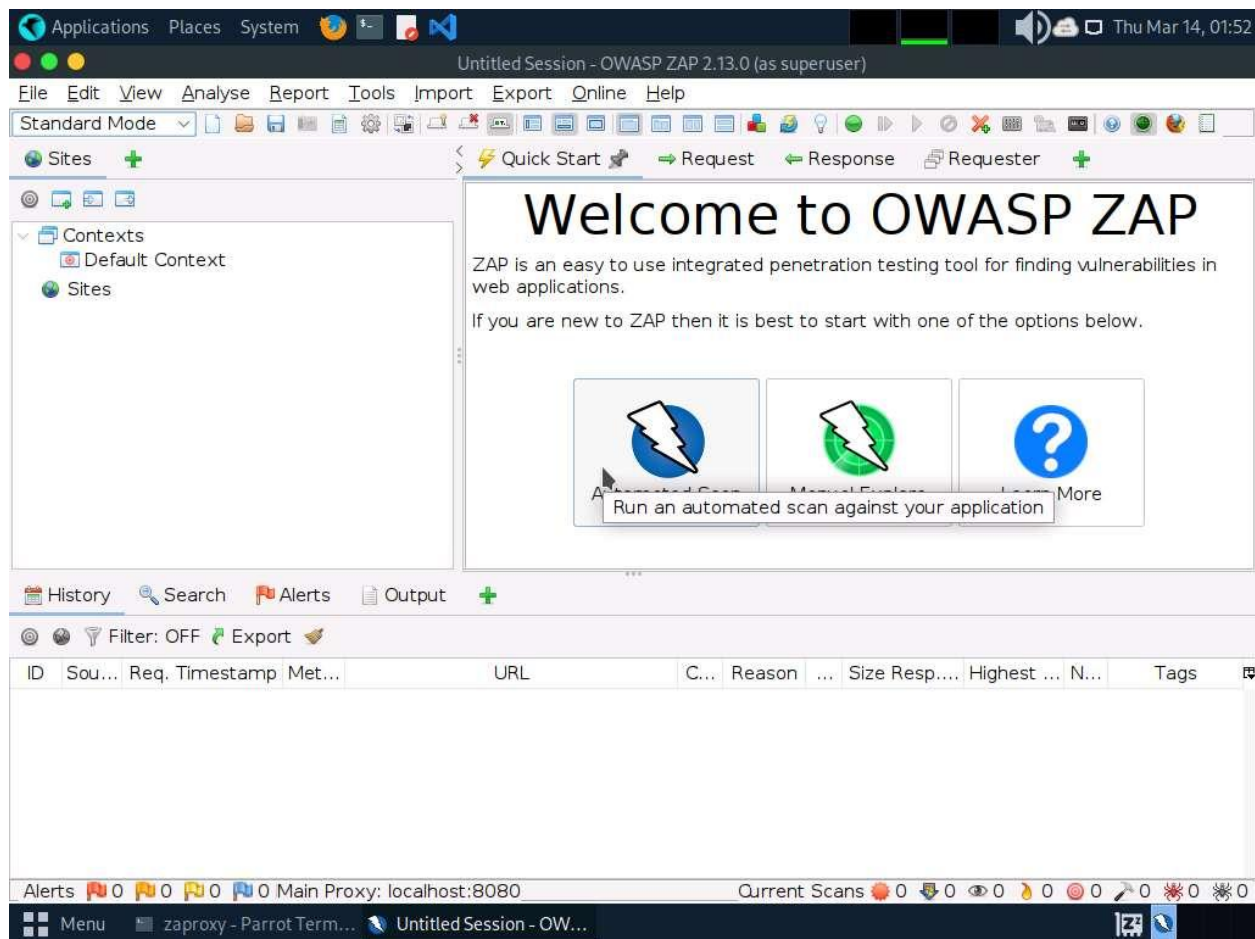 Applications Places System Thu Mar 14, 01:52
Untitled Session - OWASP ZAP 2.13.0 (as superuser)
File Edit View Analyse Report Tools Import Export Online Help
Standard Mode
Sites Quick Start Request Response Requester
Contexts
Default Context
Sites
Welcome to OWASP ZAP
ZAP is an easy to use integrated penetration testing tool for finding vulnerabilities in
web applications.
If you are new to ZAP then it is best to start with one of the options below.
More
Run an automated scan against your application
History Search Alerts Output
Filter: OFF Export
ID Sou... Req. Timestamp Met... URL C... Reason ... Size Resp.... Highest ... N... Tags
Alerts 0 0 0 0 Main Proxy: localhost:8080 Current Scans 0 0 0 0 0 0 0 0
Menu zaproxy - Parrot Term... Untitled Session - OW...